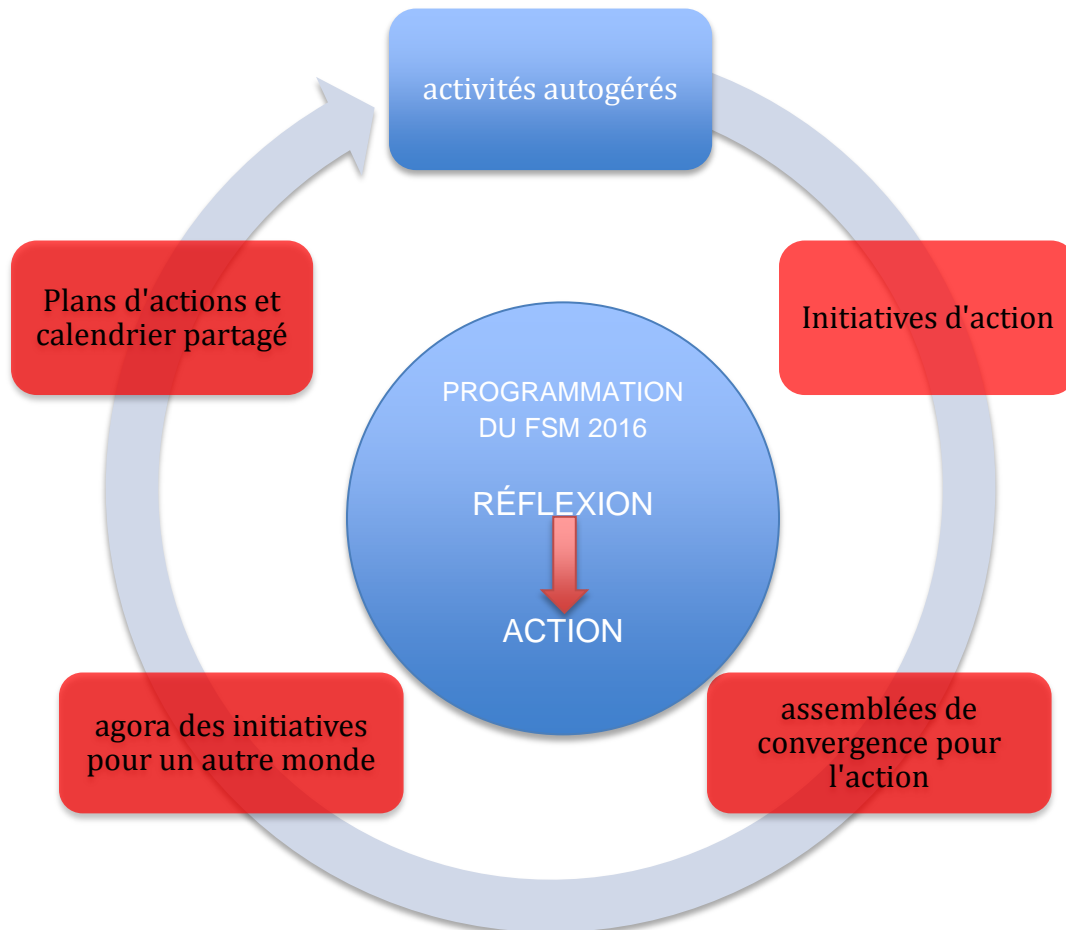 activités autogérés
Plans d'actions et
calendrier partagé
Initiatives d'action
PROGRAMMATION
DU FSM 2016
RÉFLEXION
ACTION
agora des initiatives
pour un autre monde
assemblées de
convergence pour
l'action